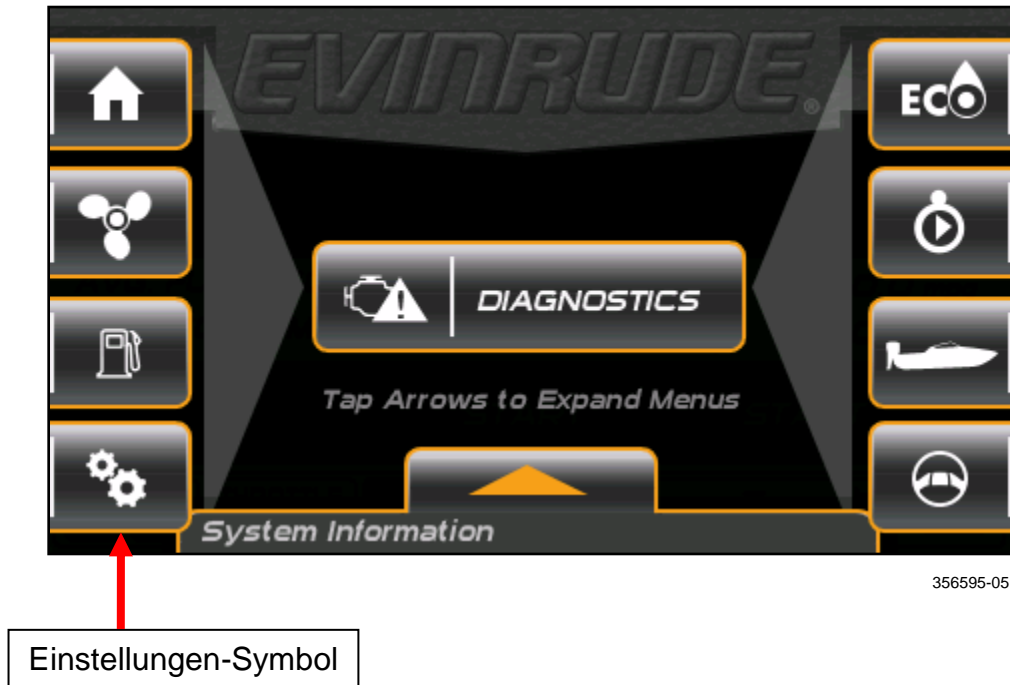 EVINRUDE®
ECO
DIAGNOSTICS
Tap Arrows to Expand Menus
System Information
356595-05
Einstellungen-Symbol